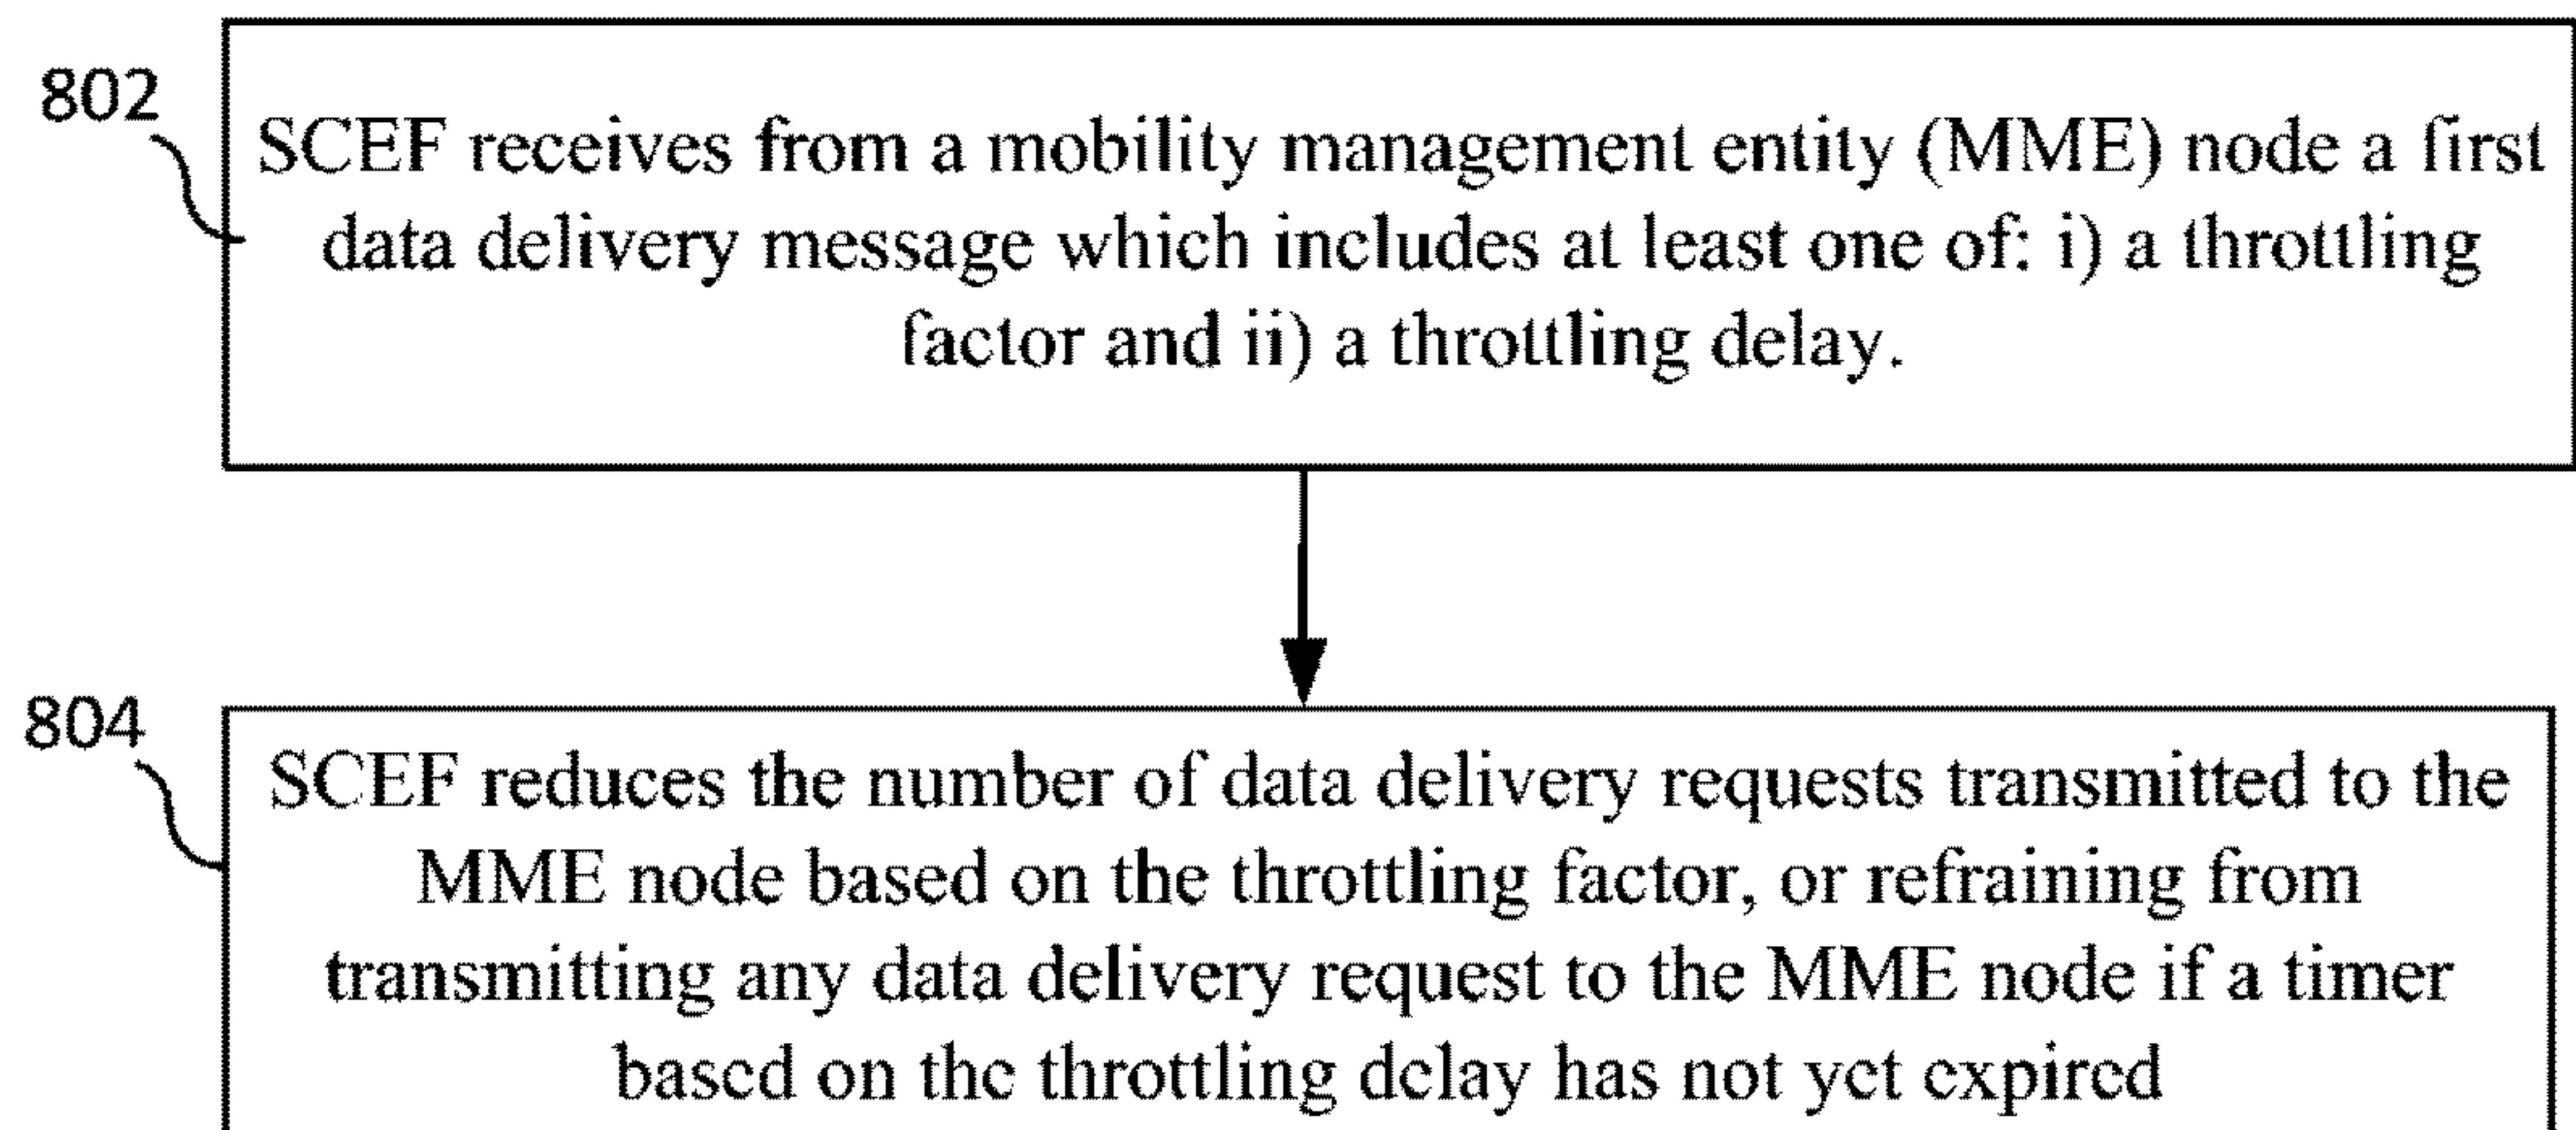 802
SCEF receives from a mobility management entity (MME) node a first
data delivery message which includes at least one of: i) a throttling
factor and ii) a throttling delay.
804
SCEF reduces the number of data delivery requests transmitted to the
MME node based on the throttling factor, or refraining from
transmitting any data delivery request to the MME node if a timer
based on the throttling delay has not yet expired